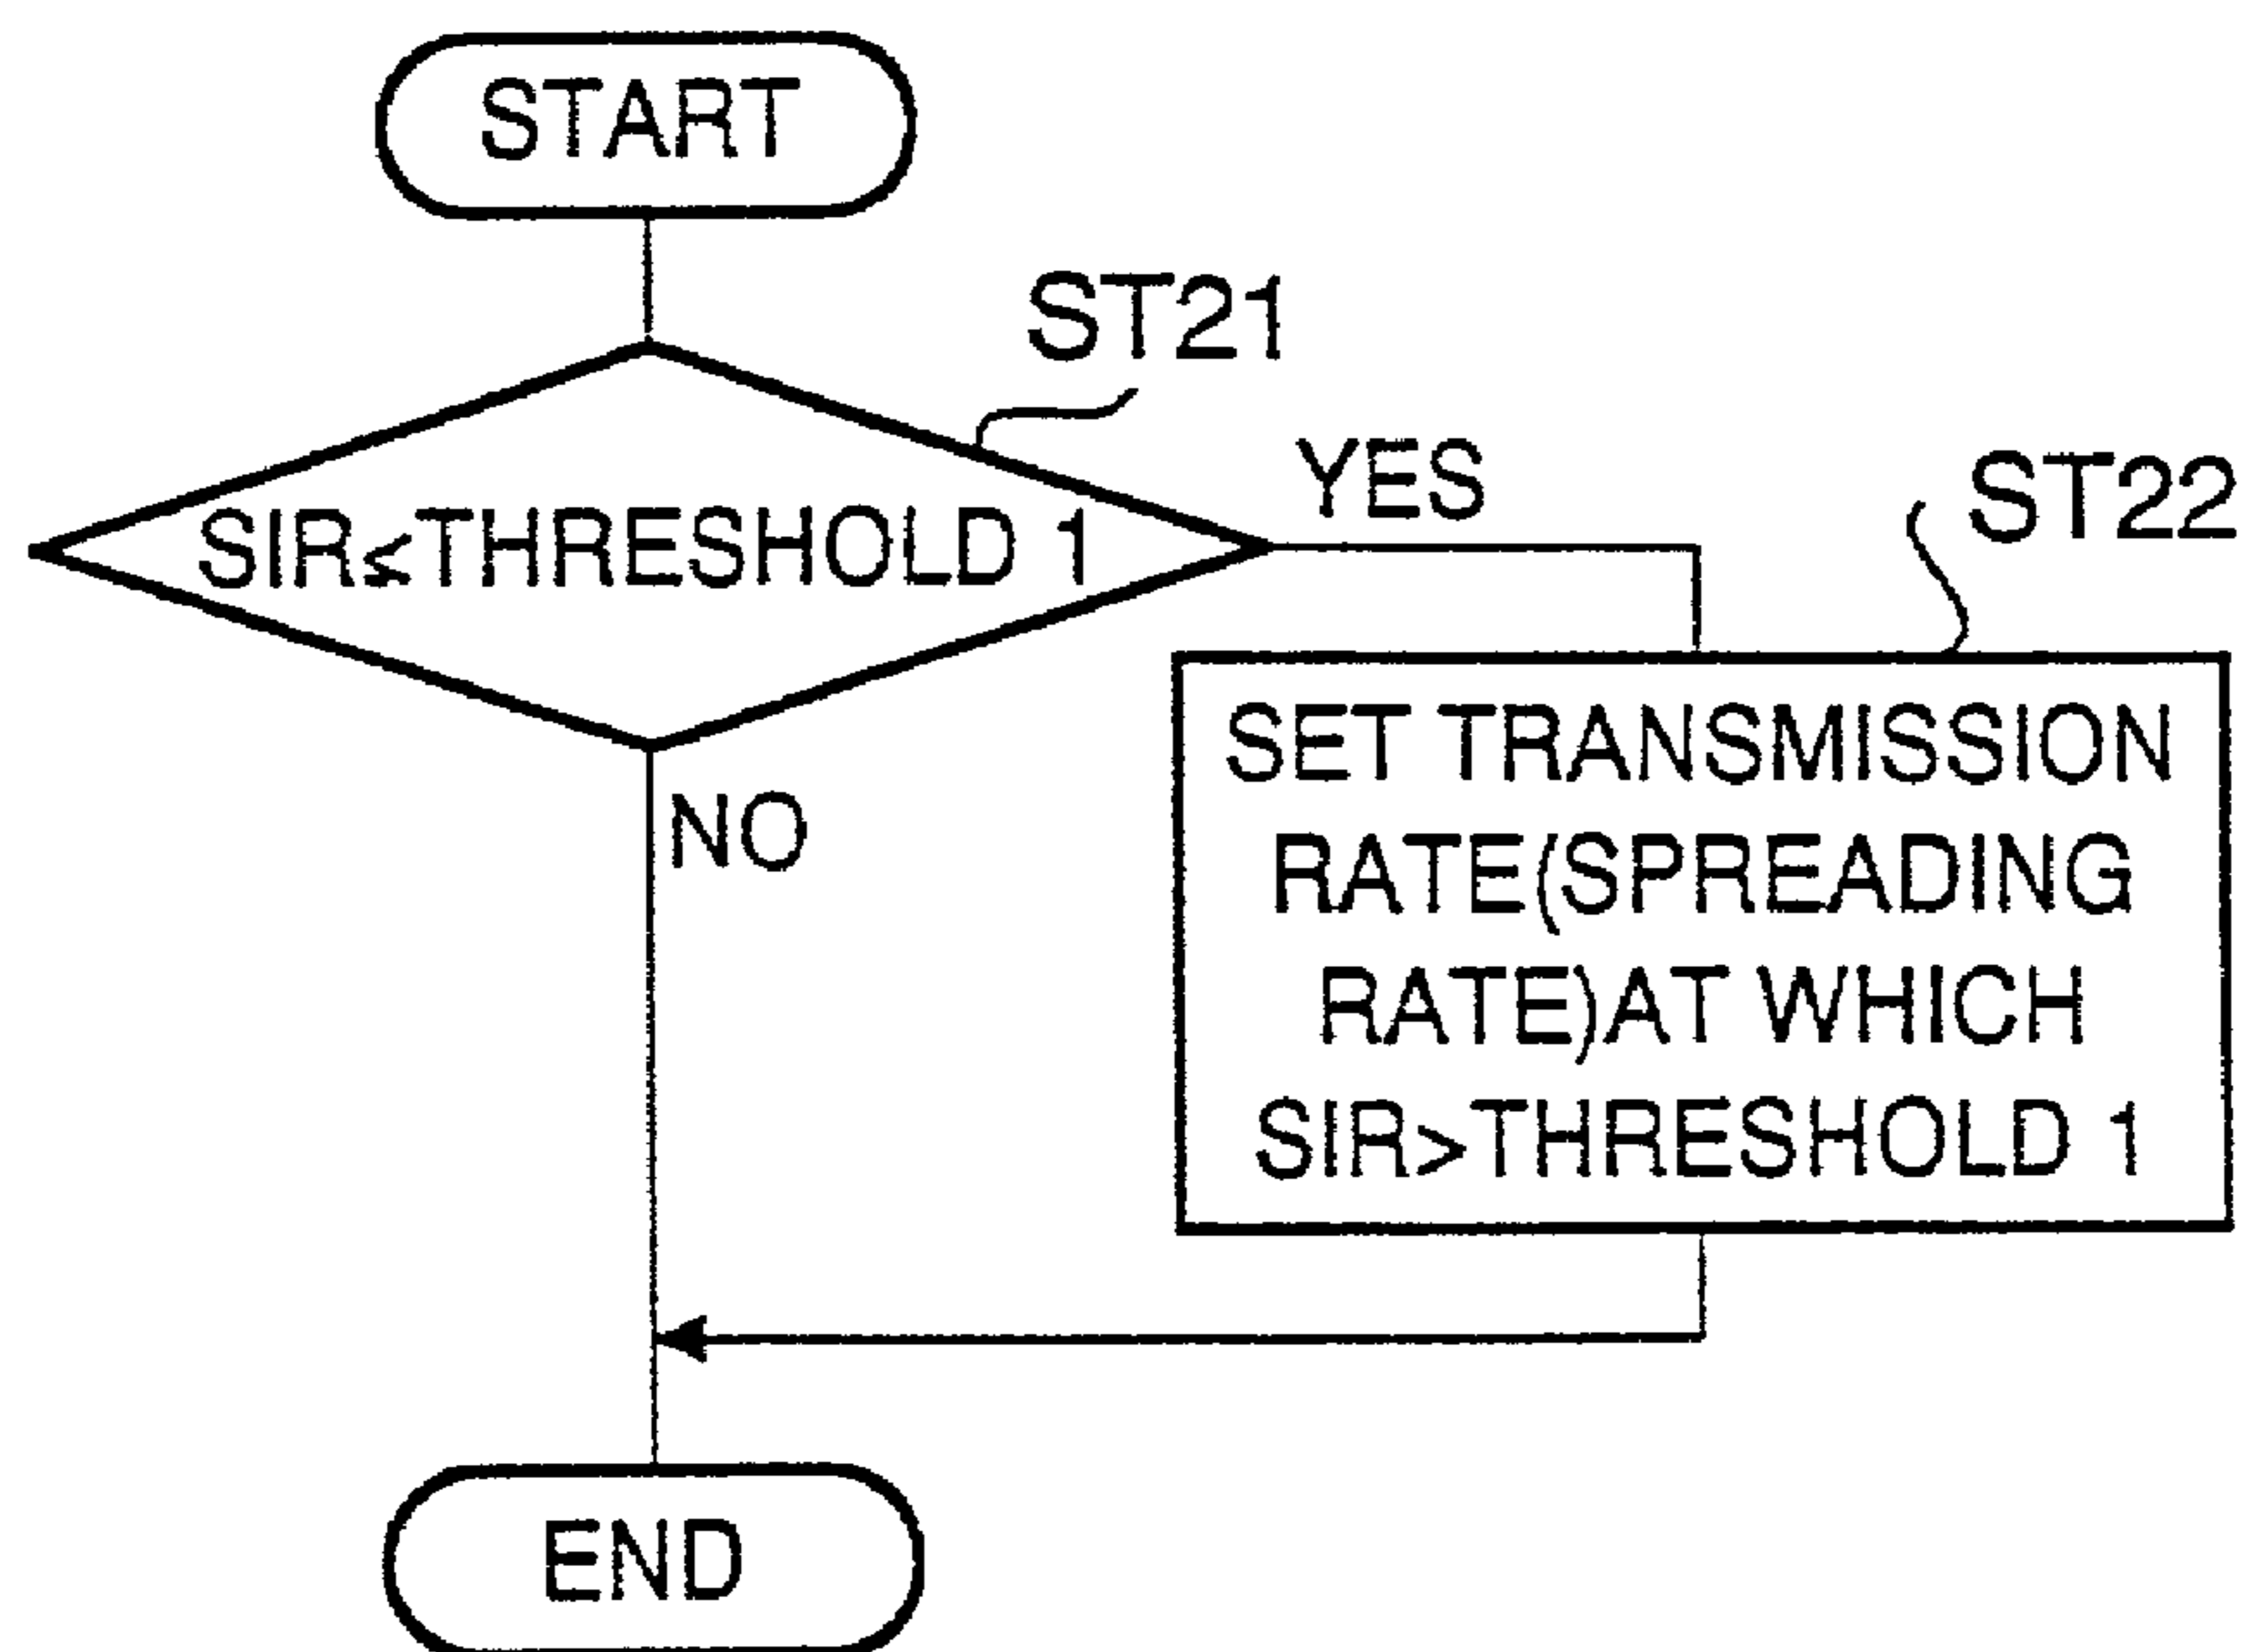 START
ST21
SIR≤THRESHOLD 1
YES
ST22
SET TRANSMISSION
RATE(SPREADING
RATE)AT WHICH
SIR>THRESHOLD 1
NO
END